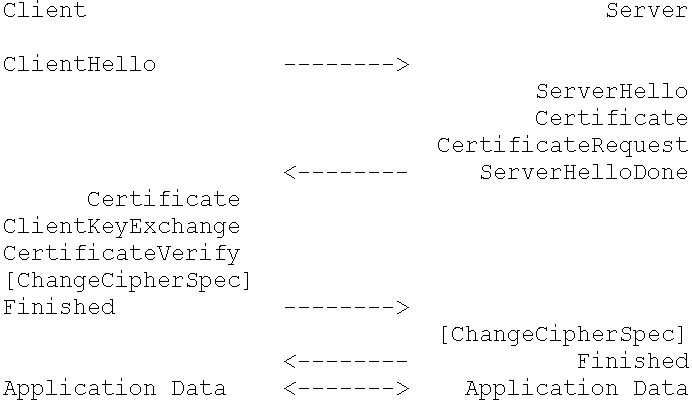 Client Server
ClientHello -------->
ServerHello
Certificate
CertificateRequest
<-------- ServerHelloDone
Certificate
ClientKeyExchange
CertificateVerify
[ChangeCipherSpec]
Finished -------->
[ChangeCipherSpec]
<-------- Finished
Application Data <-------> Application Data